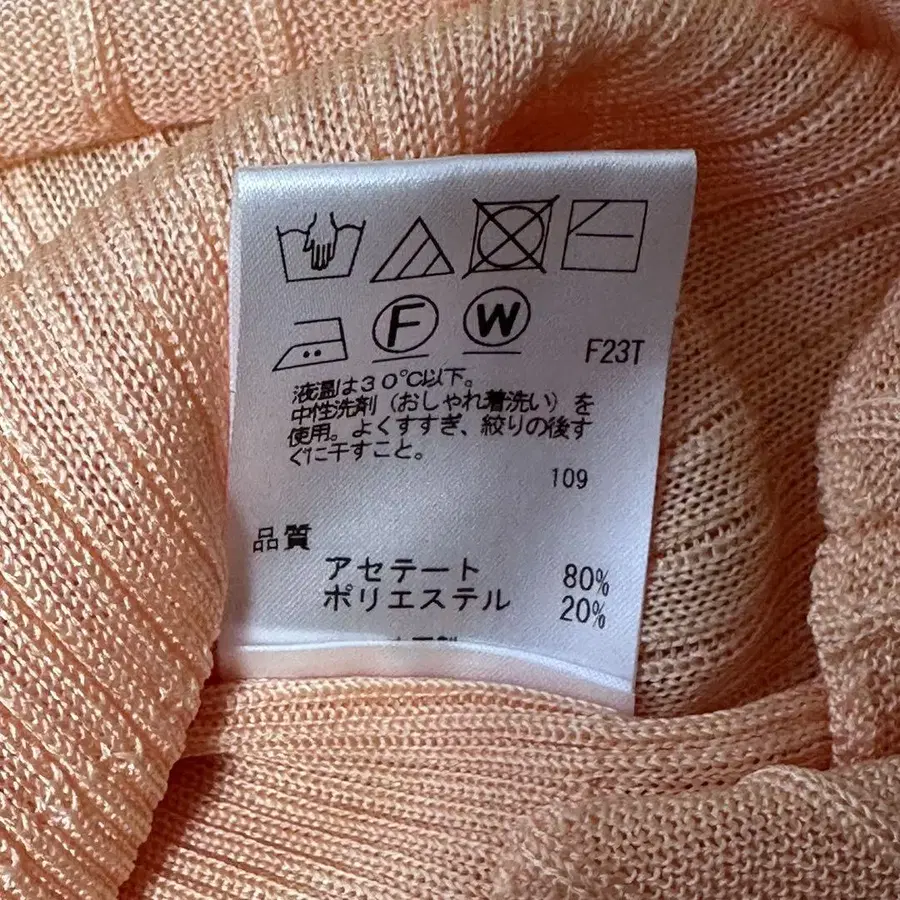 F
W
F23T
液温は30℃以下。
中性洗剤（おしゃれ着洗い）を
使用。よくすすぎ、絞りの後す
ぐに干すこと。
109
品質
アセテート 80%
ポリエステル 20%